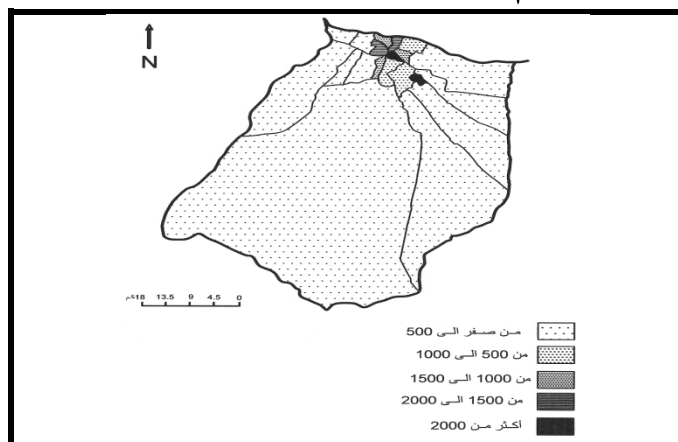 N
18كم 13.5 9 4.5 0
من صفر الى 500
من 500 الى 1000
من 1000 الى 1500
من 1500 الى 2000
أكثر من 2000